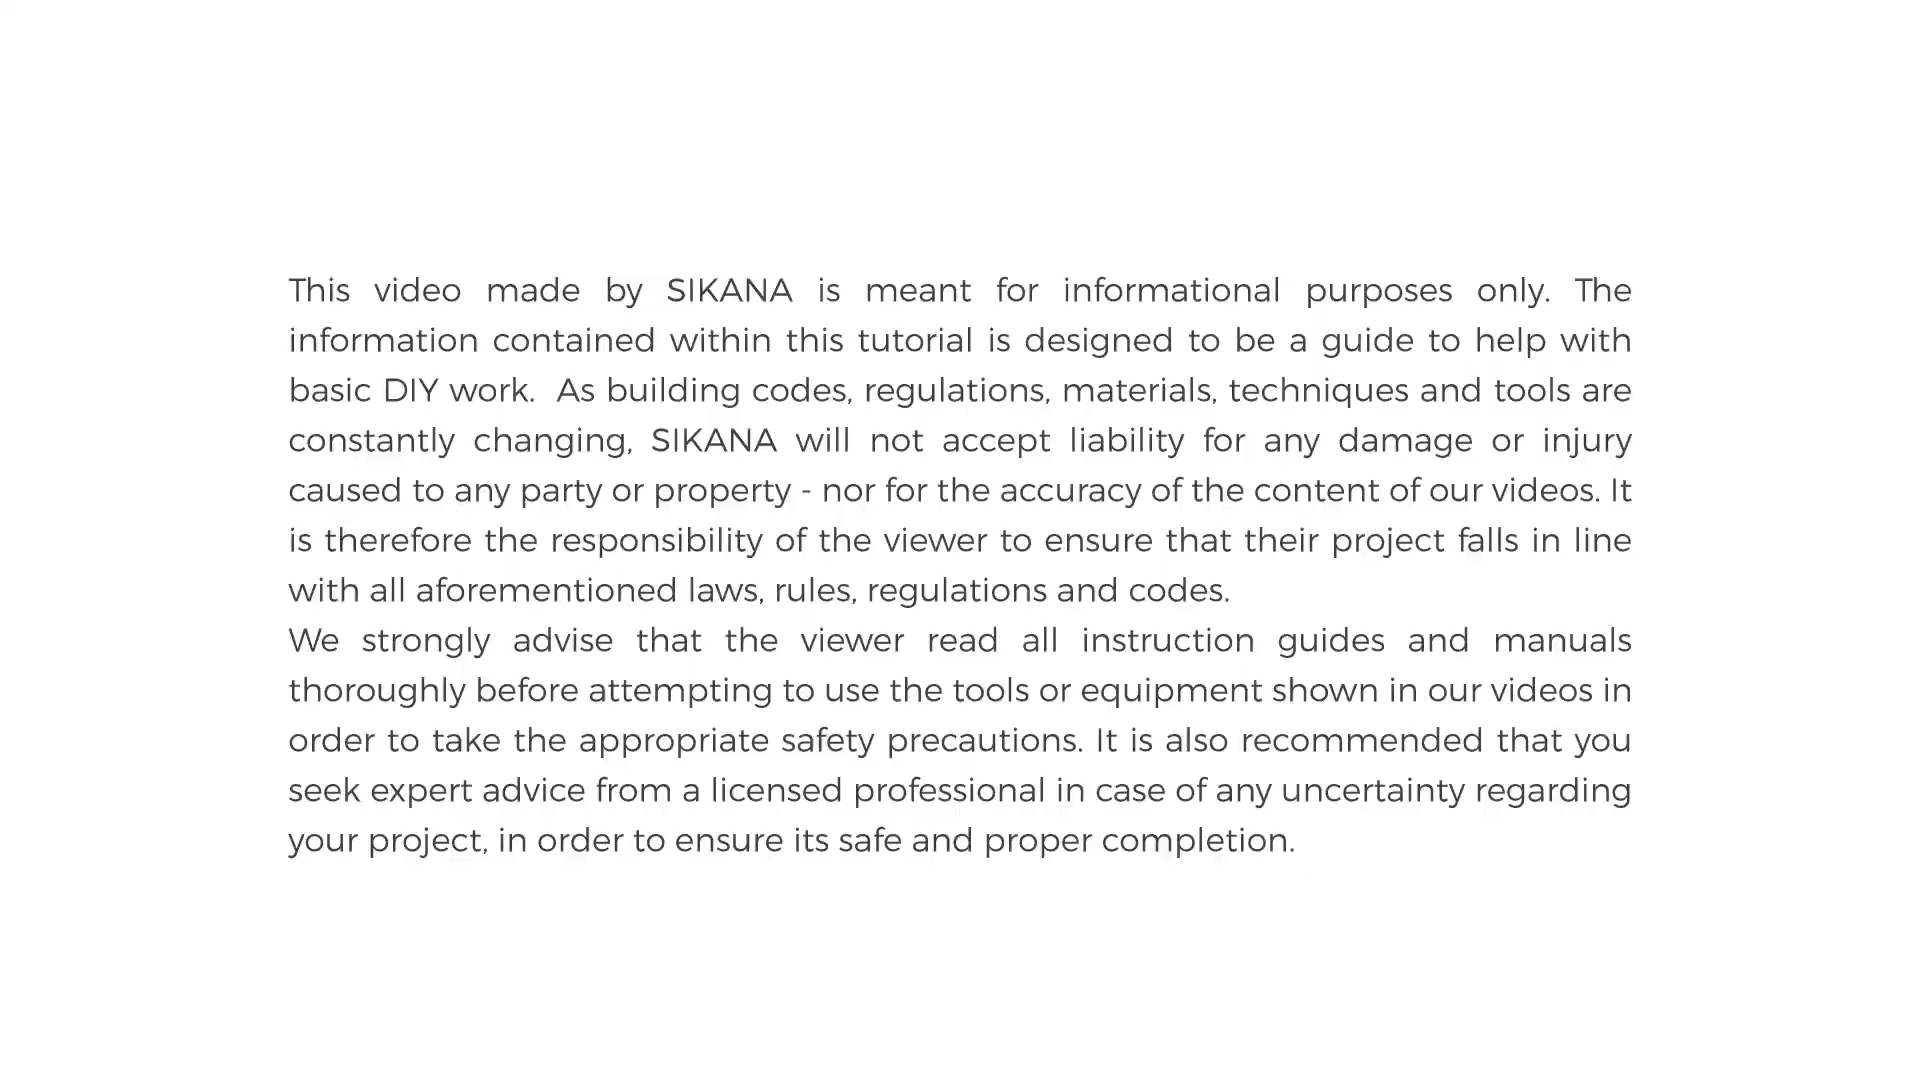 This video made by SIKANA is meant for informational purposes only. The
information contained within this tutorial is designed to be a guide to help with
basic DIY work.  As building codes, regulations, materials, techniques and tools are
constantly changing, SIKANA will not accept liability for any damage or injury
caused to any party or property - nor for the accuracy of the content of our videos. It
is therefore the responsibility of the viewer to ensure that their project falls in line
with all aforementioned laws, rules, regulations and codes.
We strongly advise that the viewer read all instruction guides and manuals
thoroughly before attempting to use the tools or equipment shown in our videos in
order to take the appropriate safety precautions. It is also recommended that you
seek expert advice from a licensed professional in case of any uncertainty regarding
your project, in order to ensure its safe and proper completion.